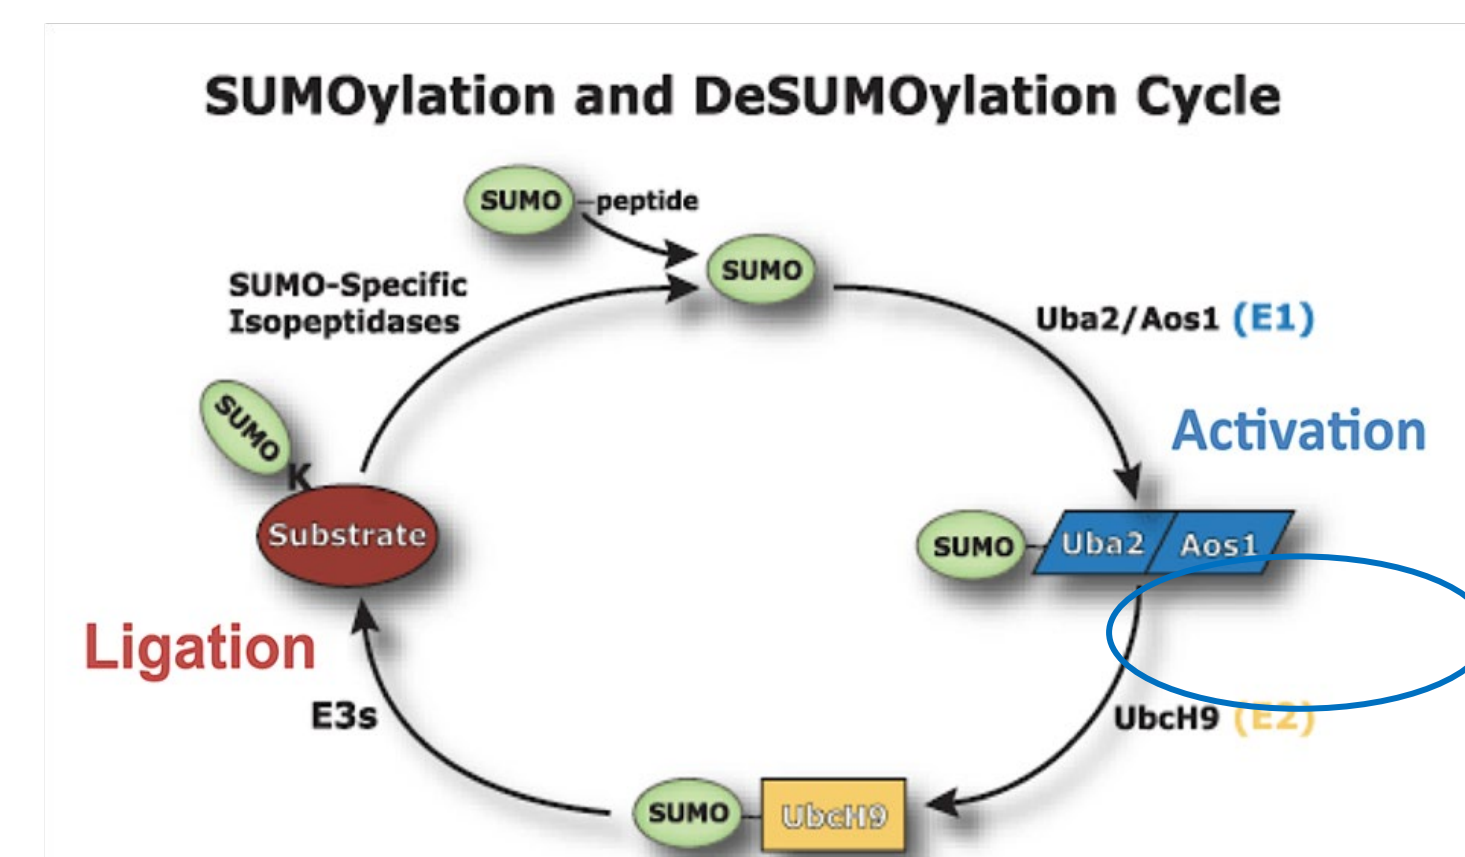 SUMOylation and DeSUMOylation Cycle
SUMO
peptide
SUMO
SUMO-Specific
Isopeptidases
Uba2/Aos1 (E1)
SUMO
K
Activation
Substrate
SUMO
Uba2
Aos1
Ligation
E3s
UbcH9 (E2)
SUMO
UbcH9